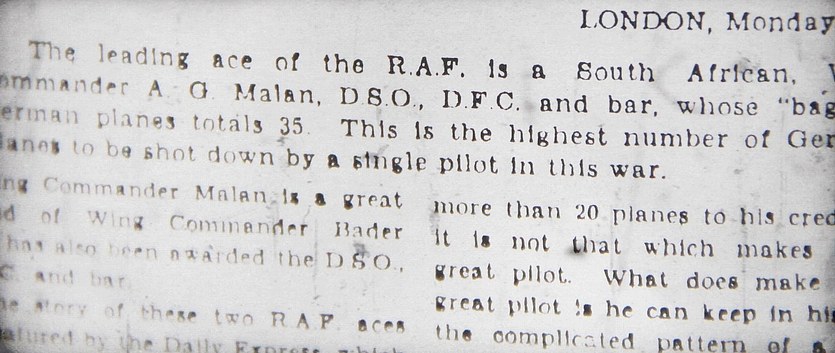 LONDON, Monday
The leading ace of the R.A.F. is a South African,
ommander A. G. Malan, D.S.O., D.F.C. and bar, whose "bag
erman planes totals 35. This is the highest number of Ger
lanes to be shot down by a single pilot in this war.
ng Commander Malan is a great
d of Wing Commander Bader
has also been awarded the D.S.O.,
C. and bar.
he story of these two R.A.F. aces
atured by the Daily Express which
more than 20 planes to his cred
it is not that which makes
great pilot. What does make
great pilot is he can keep in his
the complicated pattern of a